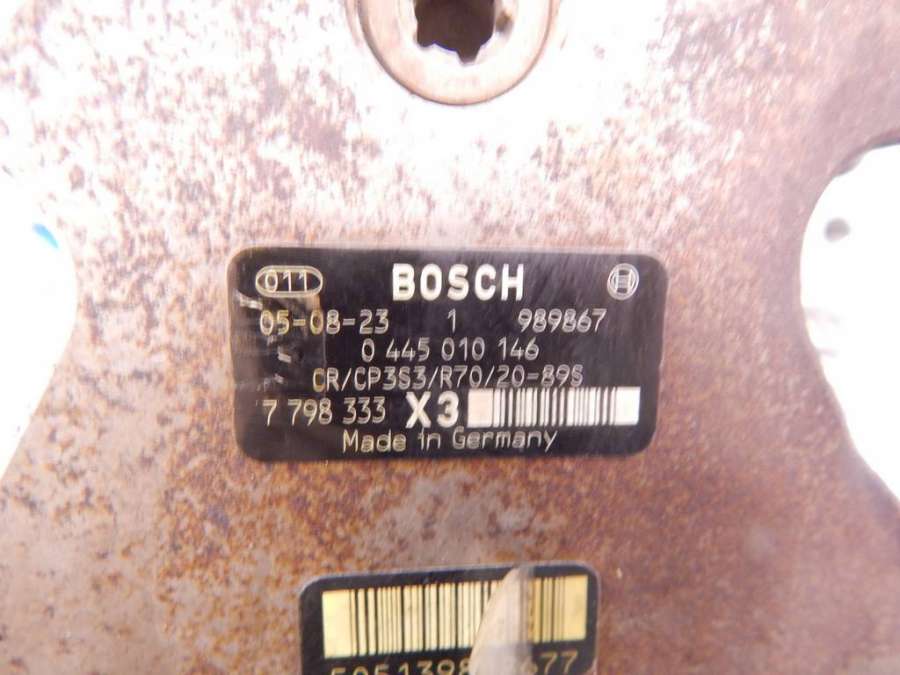 011 BOSCH
05-08-23 1 989867
0 445 010 146
CR/CP3S3/R70/20-89S
7 798 333 X3
Made in Germany